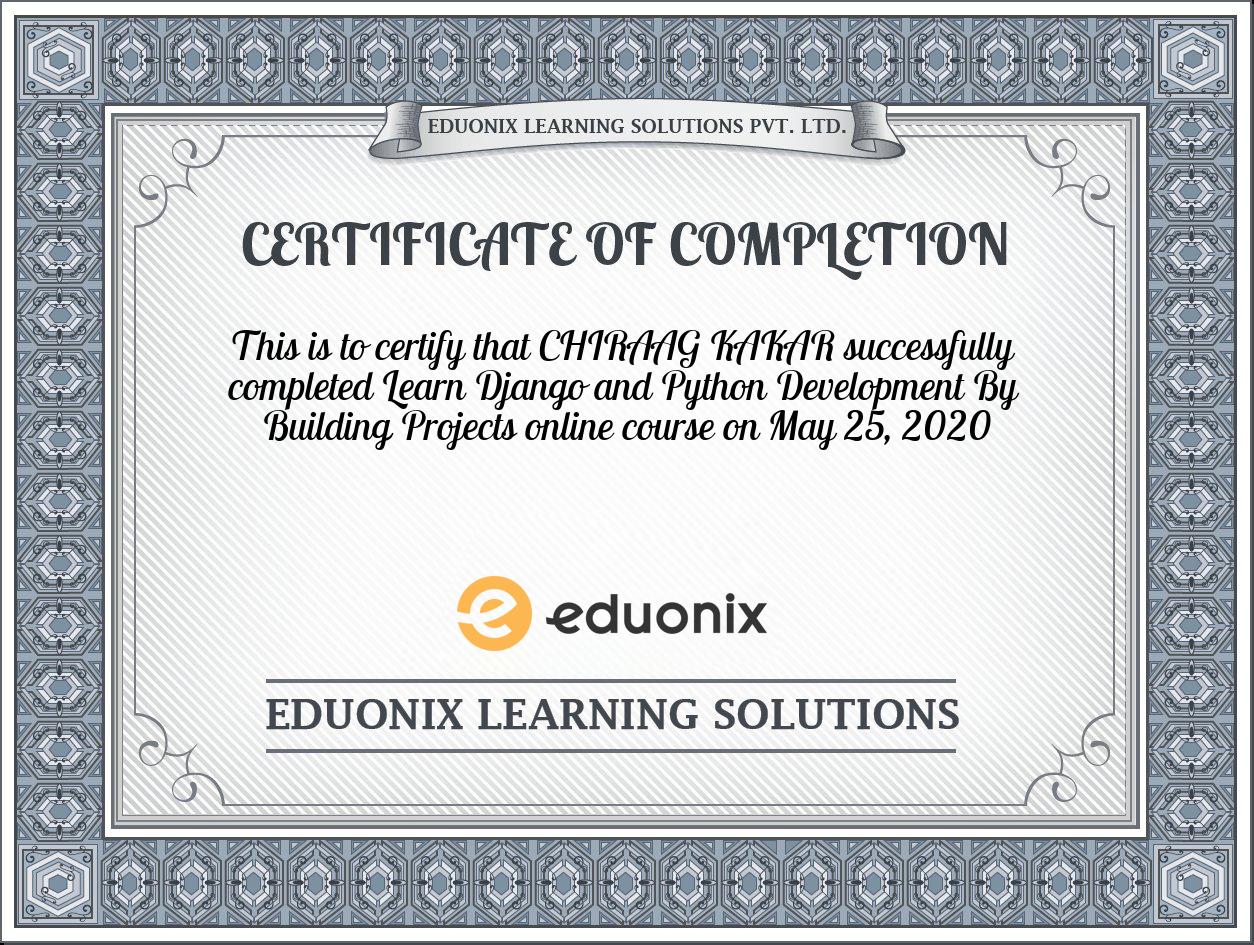 EDUONIX LEARNING SOLUTIONS PVT. LTD.
CERTIFICATE OF COMPLETION
This is to certify that CHIRAAG KAKAR successfully
completed Learn Django and Python Development By
Building Projects online course on May 25, 2020
eduonix
EDUONIX LEARNING SOLUTIONS